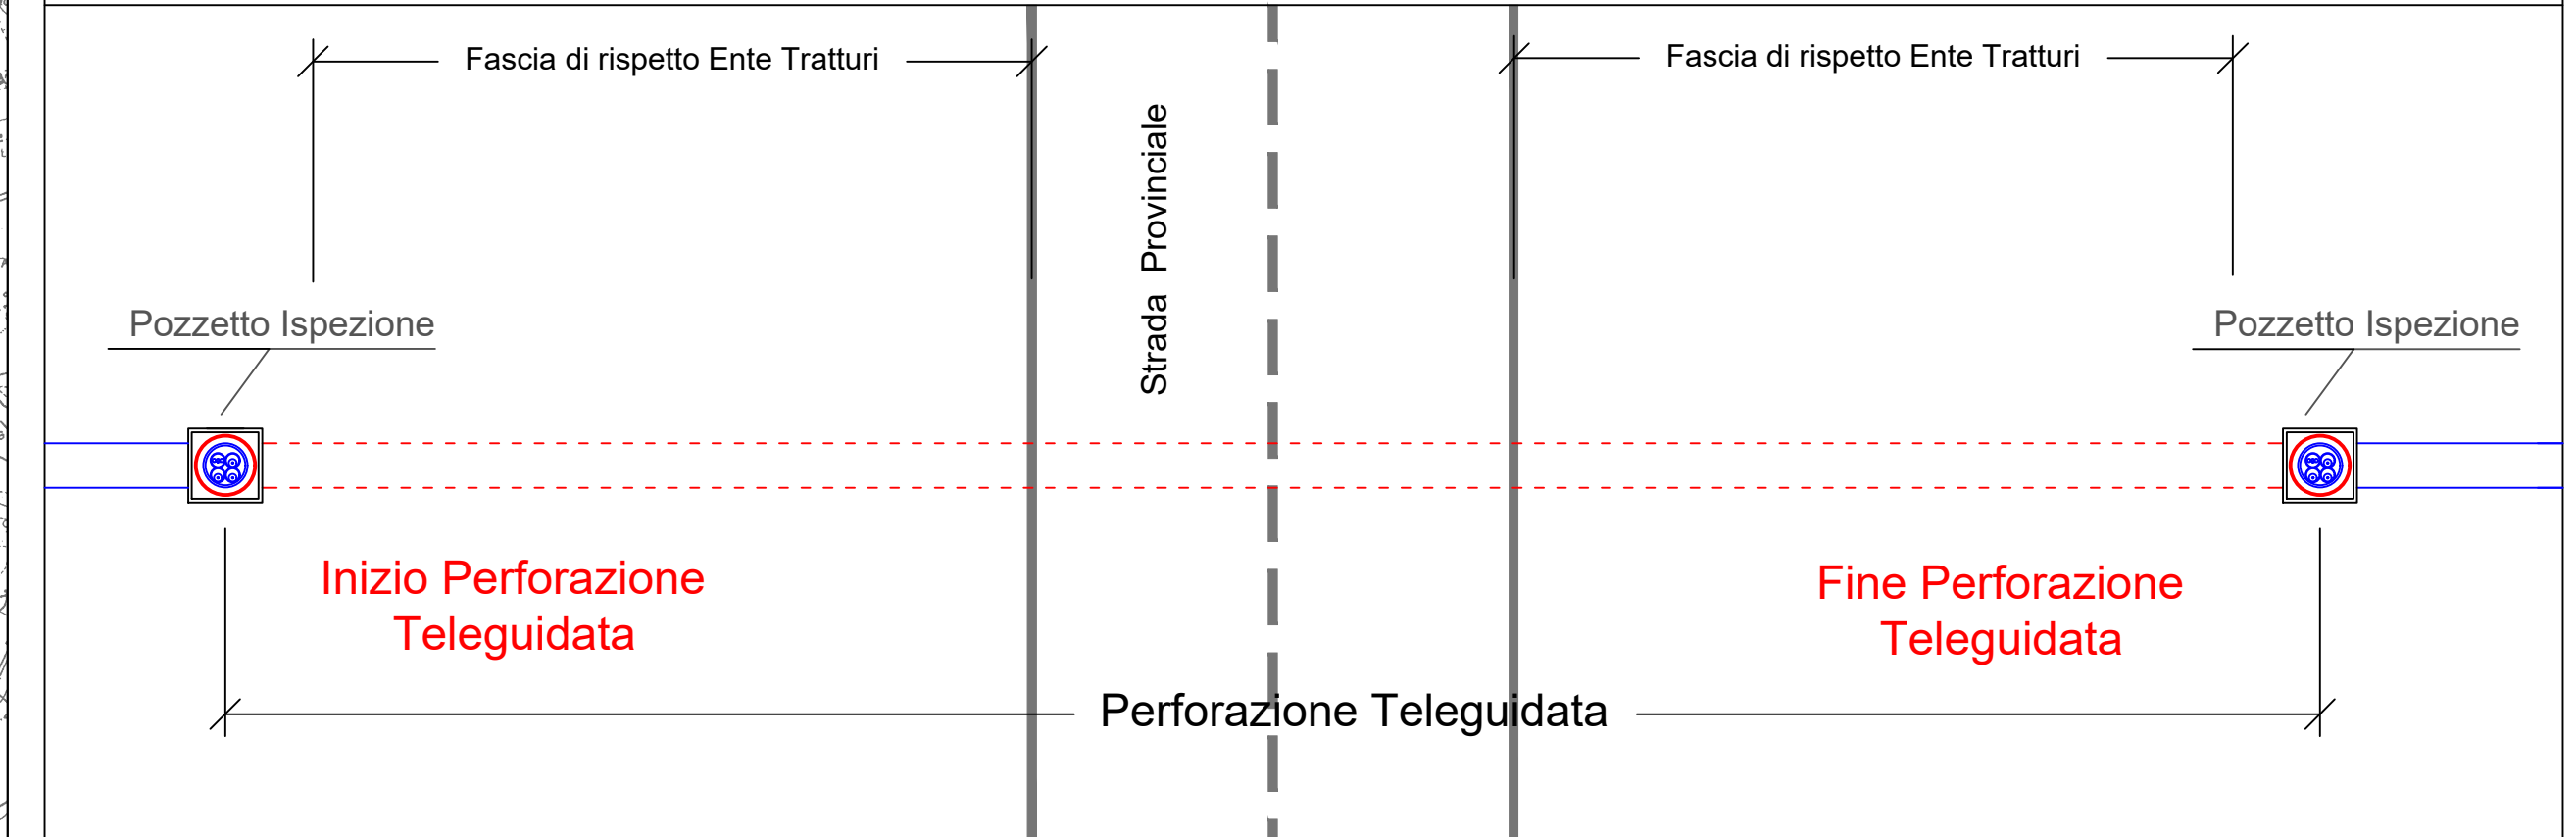 Fascia di rispetto Ente Tratturi
Fascia di rispetto Ente Tratturi
Strada Provinciale
Pozzetto Ispezione
Pozzetto Ispezione
Inizio Perforazione
Teleguidata
Fine Perforazione
Teleguidata
Perforazione Teleguidata